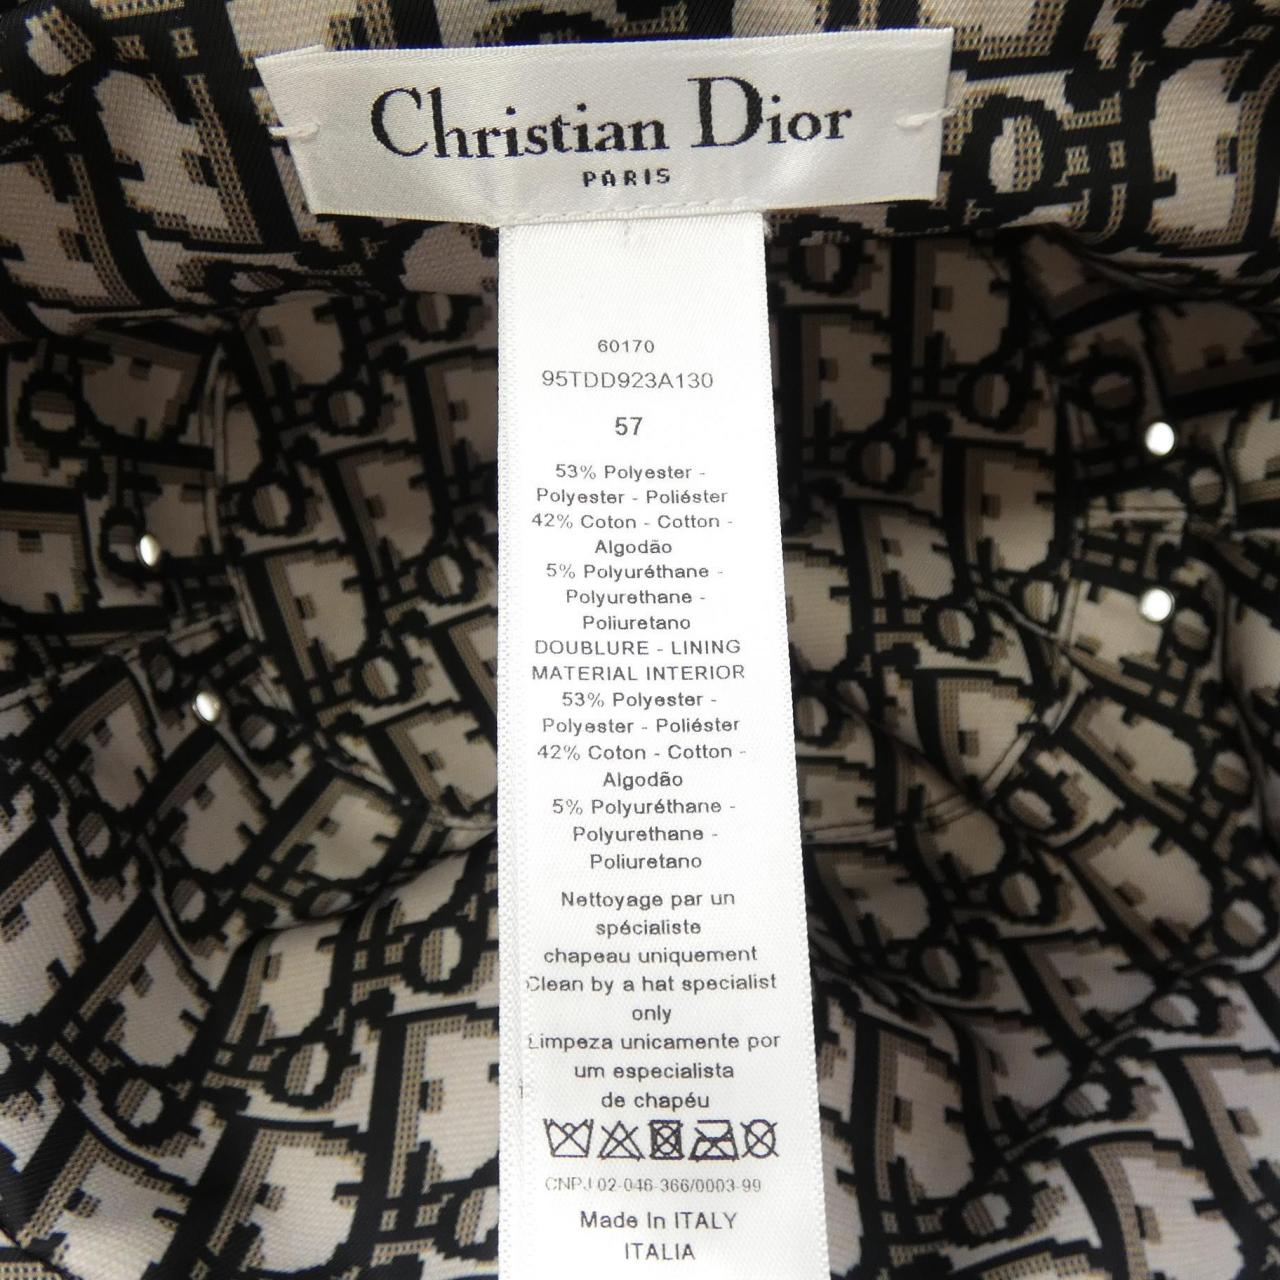 Christian Dior
PARIS
60170
95TDD923A130
57
53% Polyester -
Polyester - Poliéster
42% Coton - Cotton -
Algodão
5% Polyuréthane -
Polyurethane -
Poliuretano
DOUBLURE - LINING
MATERIAL INTERIOR
53% Polyester -
Polyester - Poliéster
42% Coton - Cotton -
Algodão
5% Polyuréthane -
Polyurethane -
Poliuretano
Nettoyage par un
spécialiste
chapeau uniquement
Clean by a hat specialist
only
Limpeza unicamente por
um especialista
de chapéu
CNPJ 02-046-366/0003-99
Made In ITALY
ITALIA